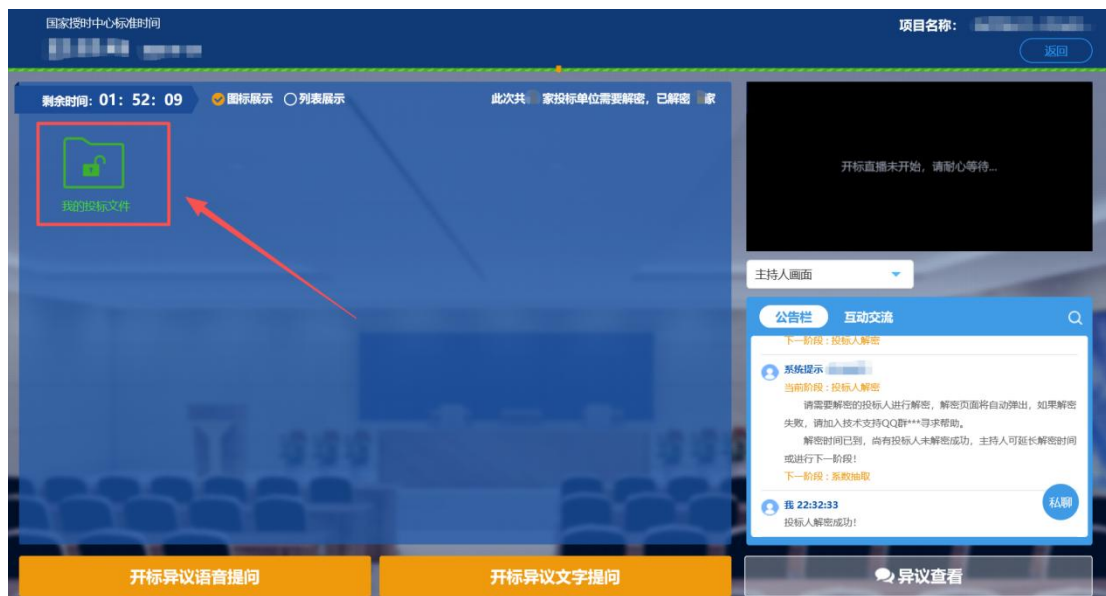 国家授时中心标准时间
项目名称：
返回
剩余时间：01：52：09 图标展示 列表展示 此次共 家投标单位需要解密，已解密 家
我的投标文件
开标直播未开始，请耐心等待...
主持人画面
公告栏 互动交流
下一阶段：投标人解密
系统提示
当前阶段：投标人解密
请需要解密的投标人进行解密，解密页面将自动弹出，如果解密
失败，请加入技术支持QQ群***寻求帮助。
解密时间已到，尚有投标人未解密成功，主持人可延长解密时间
或进行下一阶段！
下一阶段：系数抽取
我 22:32:33
投标人解密成功！
私聊
开标异议语音提问 开标异议文字提问 异议查看